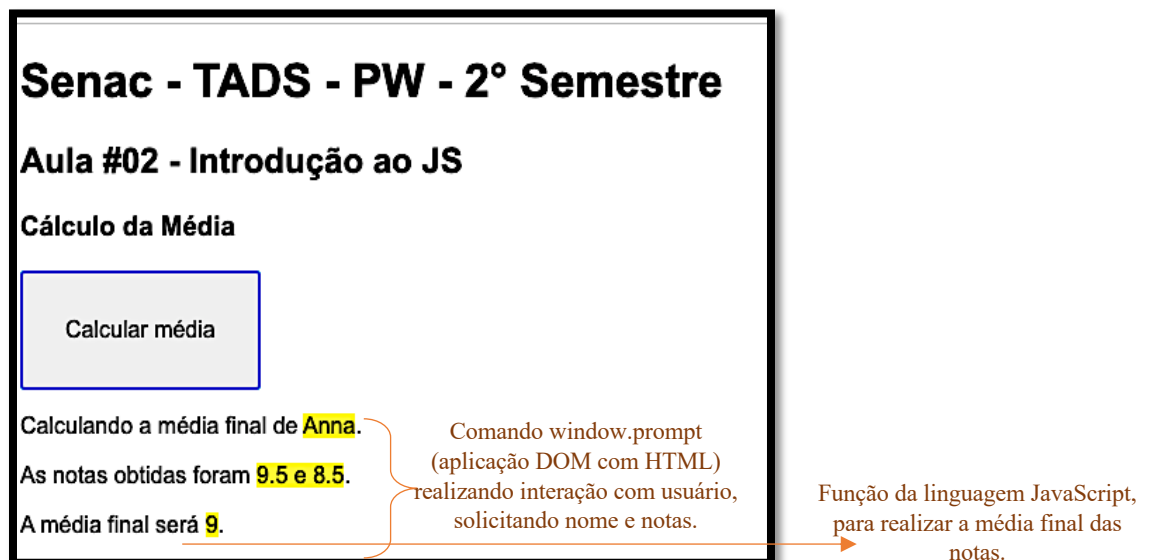 Senac - TADS - PW - 2° Semestre
Aula #02 - Introdução ao JS
Cálculo da Média
Calcular média
Calculando a média final de Anna.
As notas obtidas foram 9.5 e 8.5.
A média final será 9.
Comando window.prompt
(aplicação DOM com HTML)
realizando interação com usuário,
solicitando nome e notas.
Função da linguagem JavaScript,
para realizar a média final das
notas.